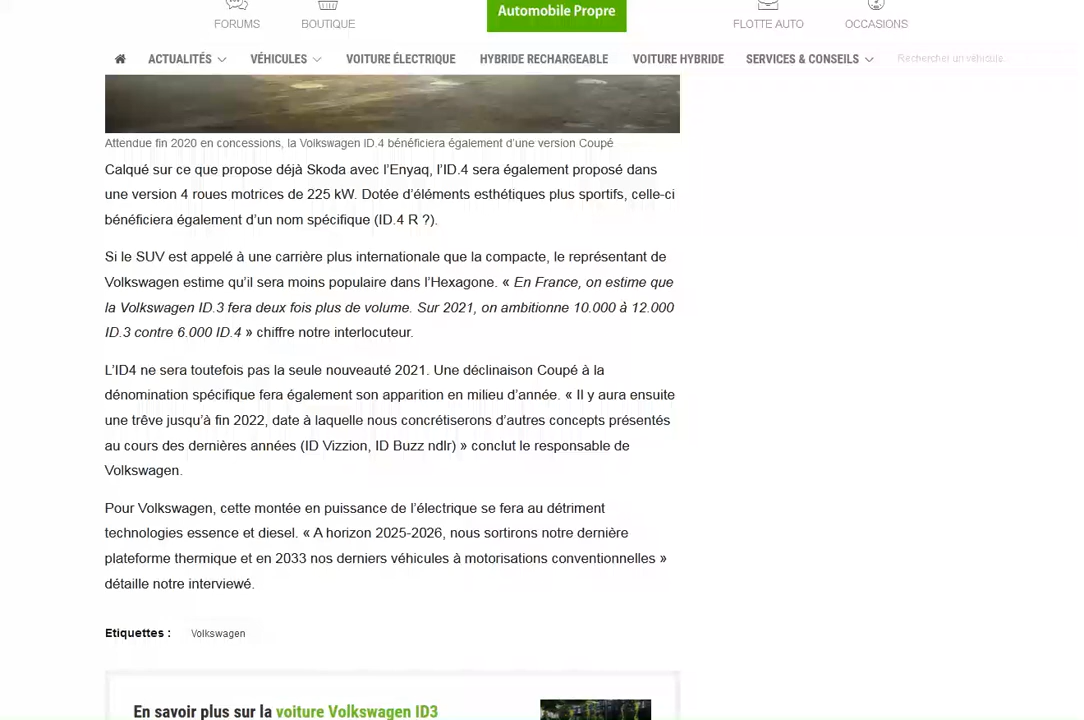 FORUMS
BOUTIQUE
Automobile Propre
FLOTTE AUTO
OCCASIONS
ACTUALITÉS
VÉHICULES
VOITURE ÉLECTRIQUE
HYBRIDE RECHARGEABLE
VOITURE HYBRIDE
SERVICES & CONSEILS
Rechercher un véhicule.
Attendue fin 2020 en concessions, la Volkswagen ID.4 bénéficiera également d'une version Coupé
Calqué sur ce que propose déjà Skoda avec l'Enyaq, l'ID.4 sera également proposé dans
une version 4 roues motrices de 225 kW. Dotée d'éléments esthétiques plus sportifs, celle-ci
bénéficiera également d'un nom spécifique (ID.4 R ?).
Si le SUV est appelé à une carrière plus internationale que la compacte, le représentant de
Volkswagen estime qu'il sera moins populaire dans l'Hexagone. « En France, on estime que
la Volkswagen ID.3 fera deux fois plus de volume. Sur 2021, on ambitionne 10.000 à 12.000
ID.3 contre 6.000 ID.4 » chiffre notre interlocuteur.
L'ID4 ne sera toutefois pas la seule nouveauté 2021. Une déclinaison Coupé à la
dénomination spécifique fera également son apparition en milieu d'année. « Il y aura ensuite
une trêve jusqu'à fin 2022, date à laquelle nous concrétiserons d'autres concepts présentés
au cours des dernières années (ID Vizzion, ID Buzz ndlr) » conclut le responsable de
Volkswagen.
Pour Volkswagen, cette montée en puissance de l'électrique se fera au détriment
technologies essence et diesel. « A horizon 2025-2026, nous sortirons notre dernière
plateforme thermique et en 2033 nos derniers véhicules à motorisations conventionnelles »
détaille notre interviewé.
Etiquettes : Volkswagen
En savoir plus sur la voiture Volkswagen ID3